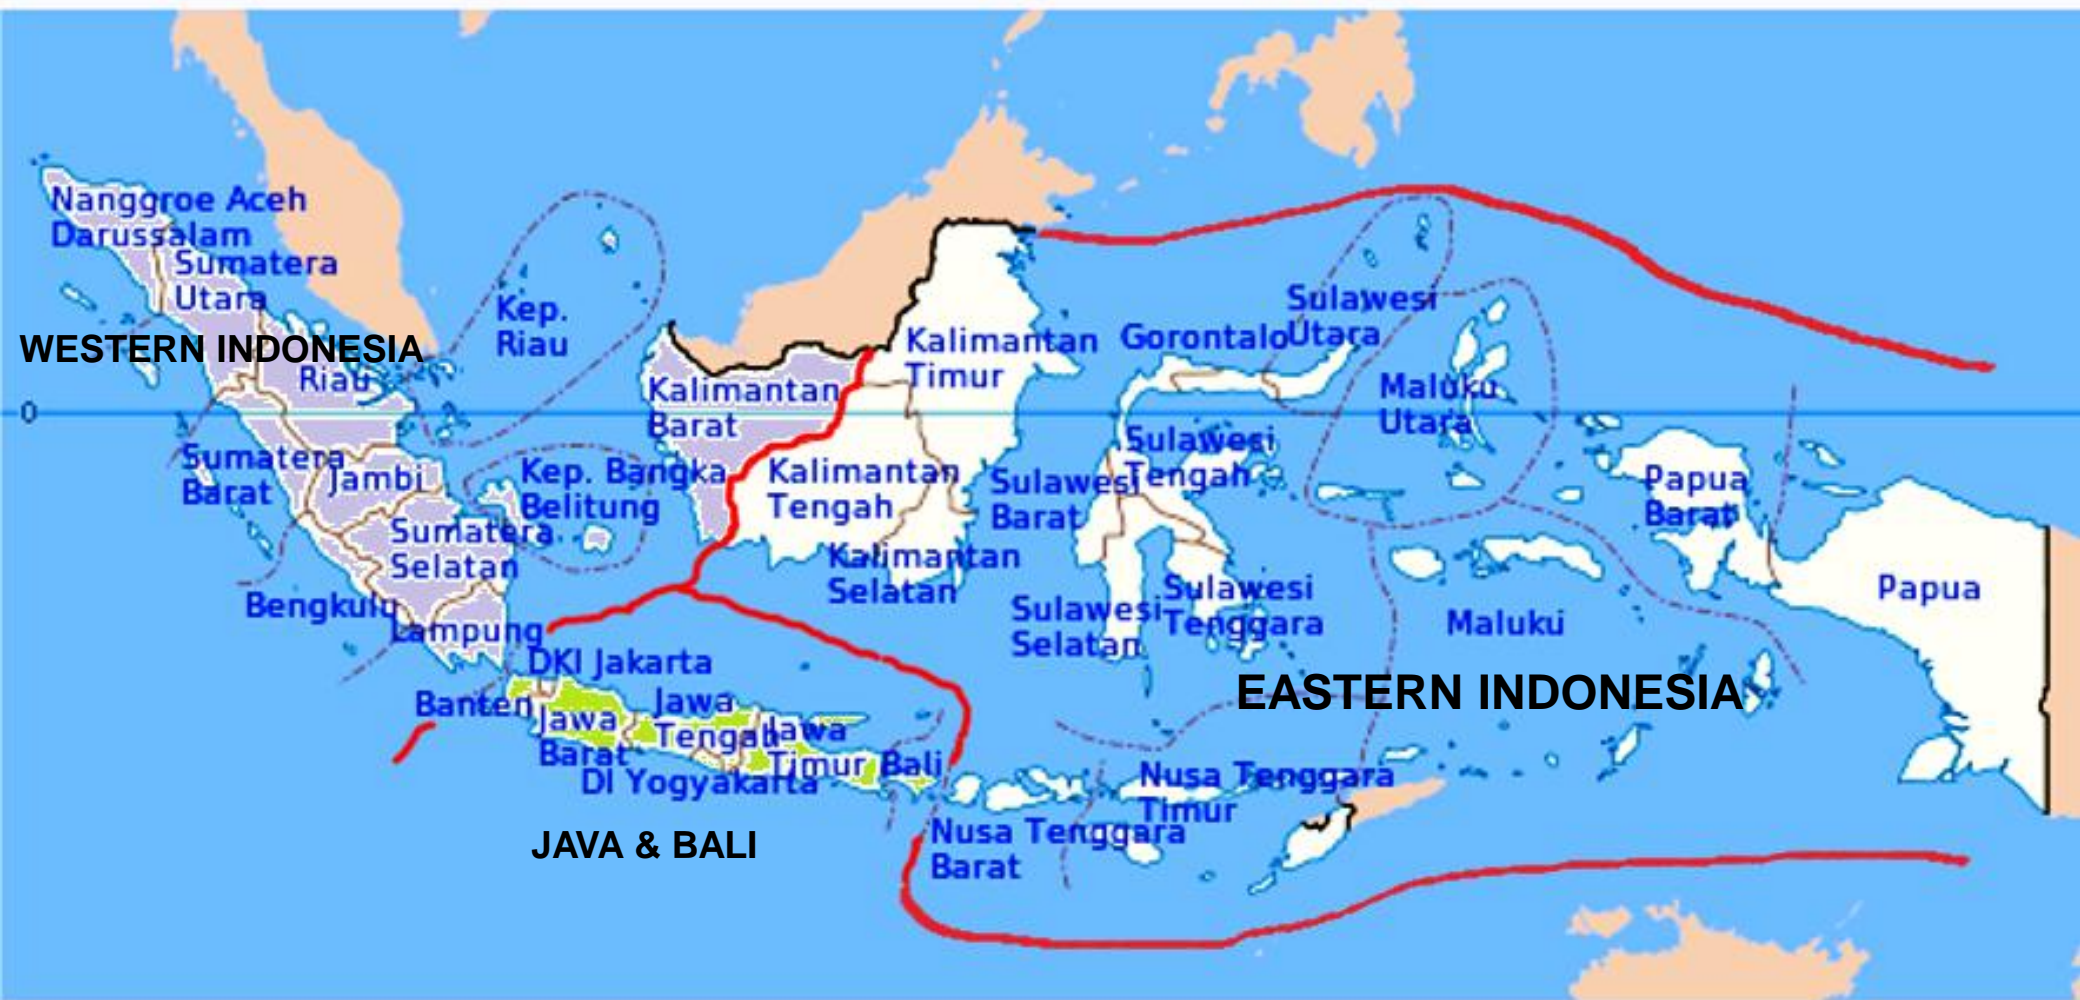 Nanggroe Aceh
Darussalam
Sumatera
Utara
WESTERN INDONESIA
Riau
Kep.
Riau
0
Sumatera
Barat
Jambi
Kep. Bangka
Belitung
Sumatera
Selatan
Bengkulu
Lampung
Kalimantan
Barat
Kalimantan
Timur
Kalimantan
Tengah
Kalimantan
Selatan
Gorontalo
Sulawesi
Utara
Sulawesi
Tengah
Sulawesi
Barat
Sulawesi
Selatan
Sulawesi
Tenggara
Maluku
Utara
Papua
Barat
Papua
Maluku
EASTERN INDONESIA
DKI Jakarta
Banten
Jawa
Barat
Jawa
Tengah
Jawa
Timur
DI Yogyakarta
Bali
JAVA & BALI
Nusa Tenggara
Barat
Nusa Tenggara
Timur